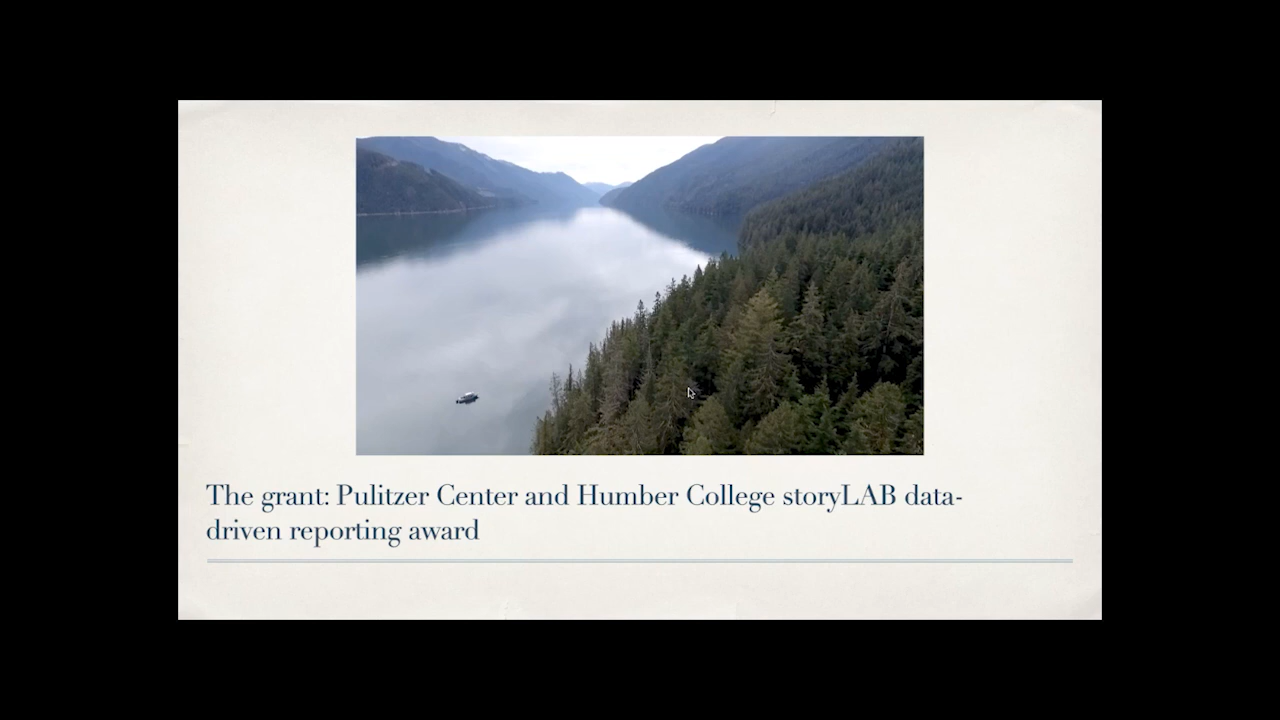 The grant: Pulitzer Center and Humber College storyLAB data-
driven reporting award